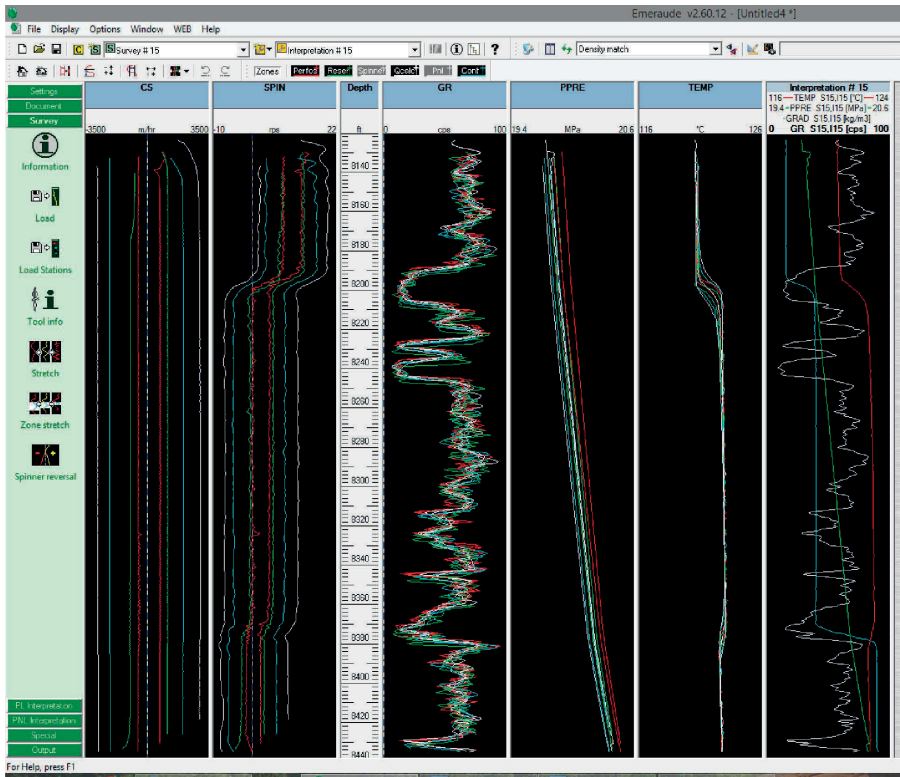 Emeraude v2.60.12 - [Untitled4 *]
File Display Options Window WEB Help
Survey # 15 Interpretation # 15 Density match
Zones Perfos Reser Spinne Qcalc PNL Cont
Settings
Document
Survey
Information
Load
Load Stations
Tool info
Stretch
Zone stretch
Spinner reversal
PL Interpretation
PNL Interpretation
Special
Output
CS SPIN Depth GR PPRE TEMP
Interpretation # 15
116 TEMP S15,I15 [°C] 124
19.4 PPRE S15,I15 [MPa] 20.6
GRAD S15,I15 [kg/m3]
0 GR S15,I15 [cps] 100
-3500 m/hr 3500 -10 rps 22 ft 0 cps 100 19.4 MPa 20.6 116 °C 126
8140
8160
8180
8200
8220
8240
8260
8280
8300
8320
8340
8360
8380
8400
8420
8440
For Help, press F1